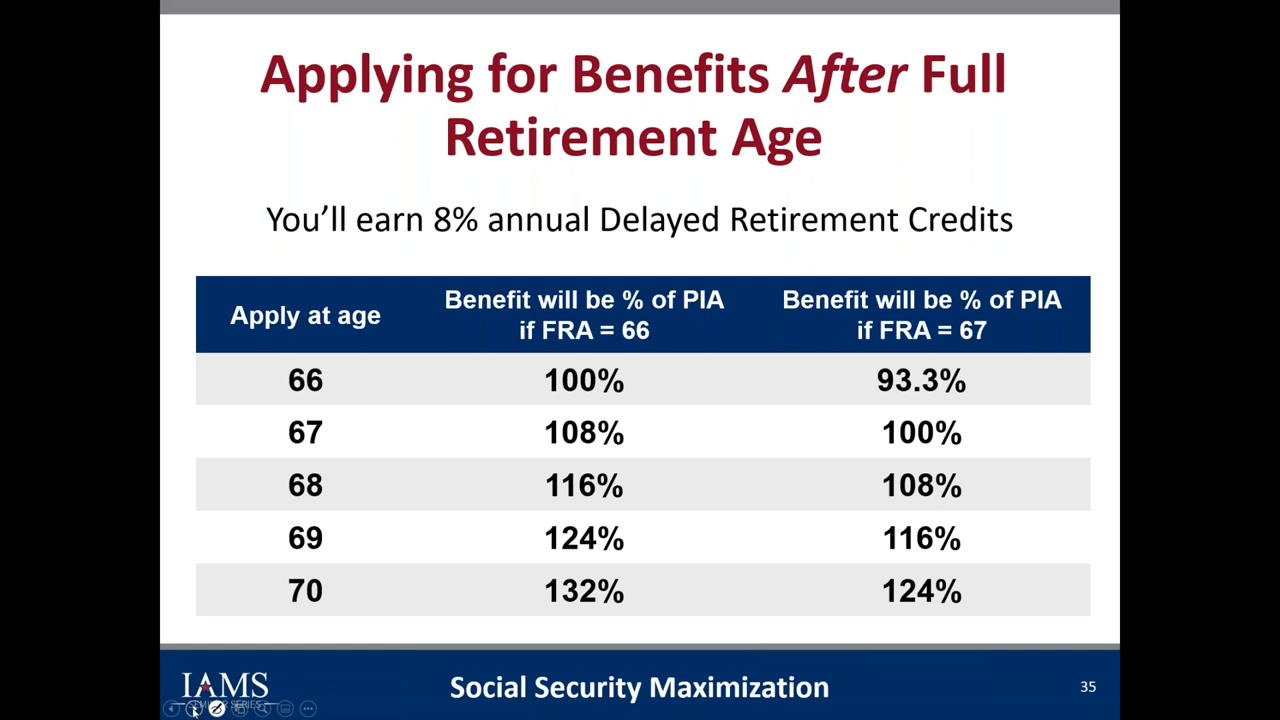 Applying for Benefits After Full
Retirement Age
You'll earn 8% annual Delayed Retirement Credits
Apply at age
Benefit will be % of PIA
if FRA = 66
Benefit will be % of PIA
if FRA = 67
66 100% 93.3%
67 108% 100%
68 116% 108%
69 124% 116%
70 132% 124%
IAMS
Social Security Maximization
35